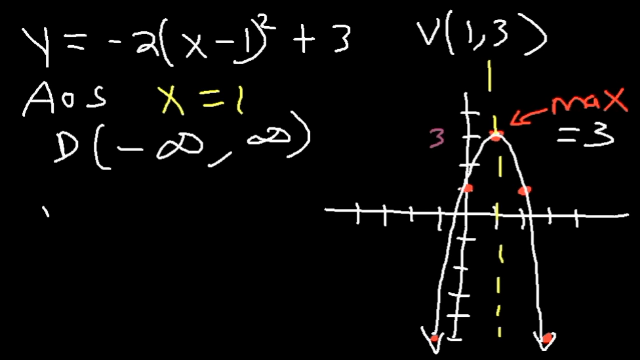 Y = -2(x-1)² + 3
V(1,3)
AOS x = 1
D(-∞, ∞)
max
= 3
3